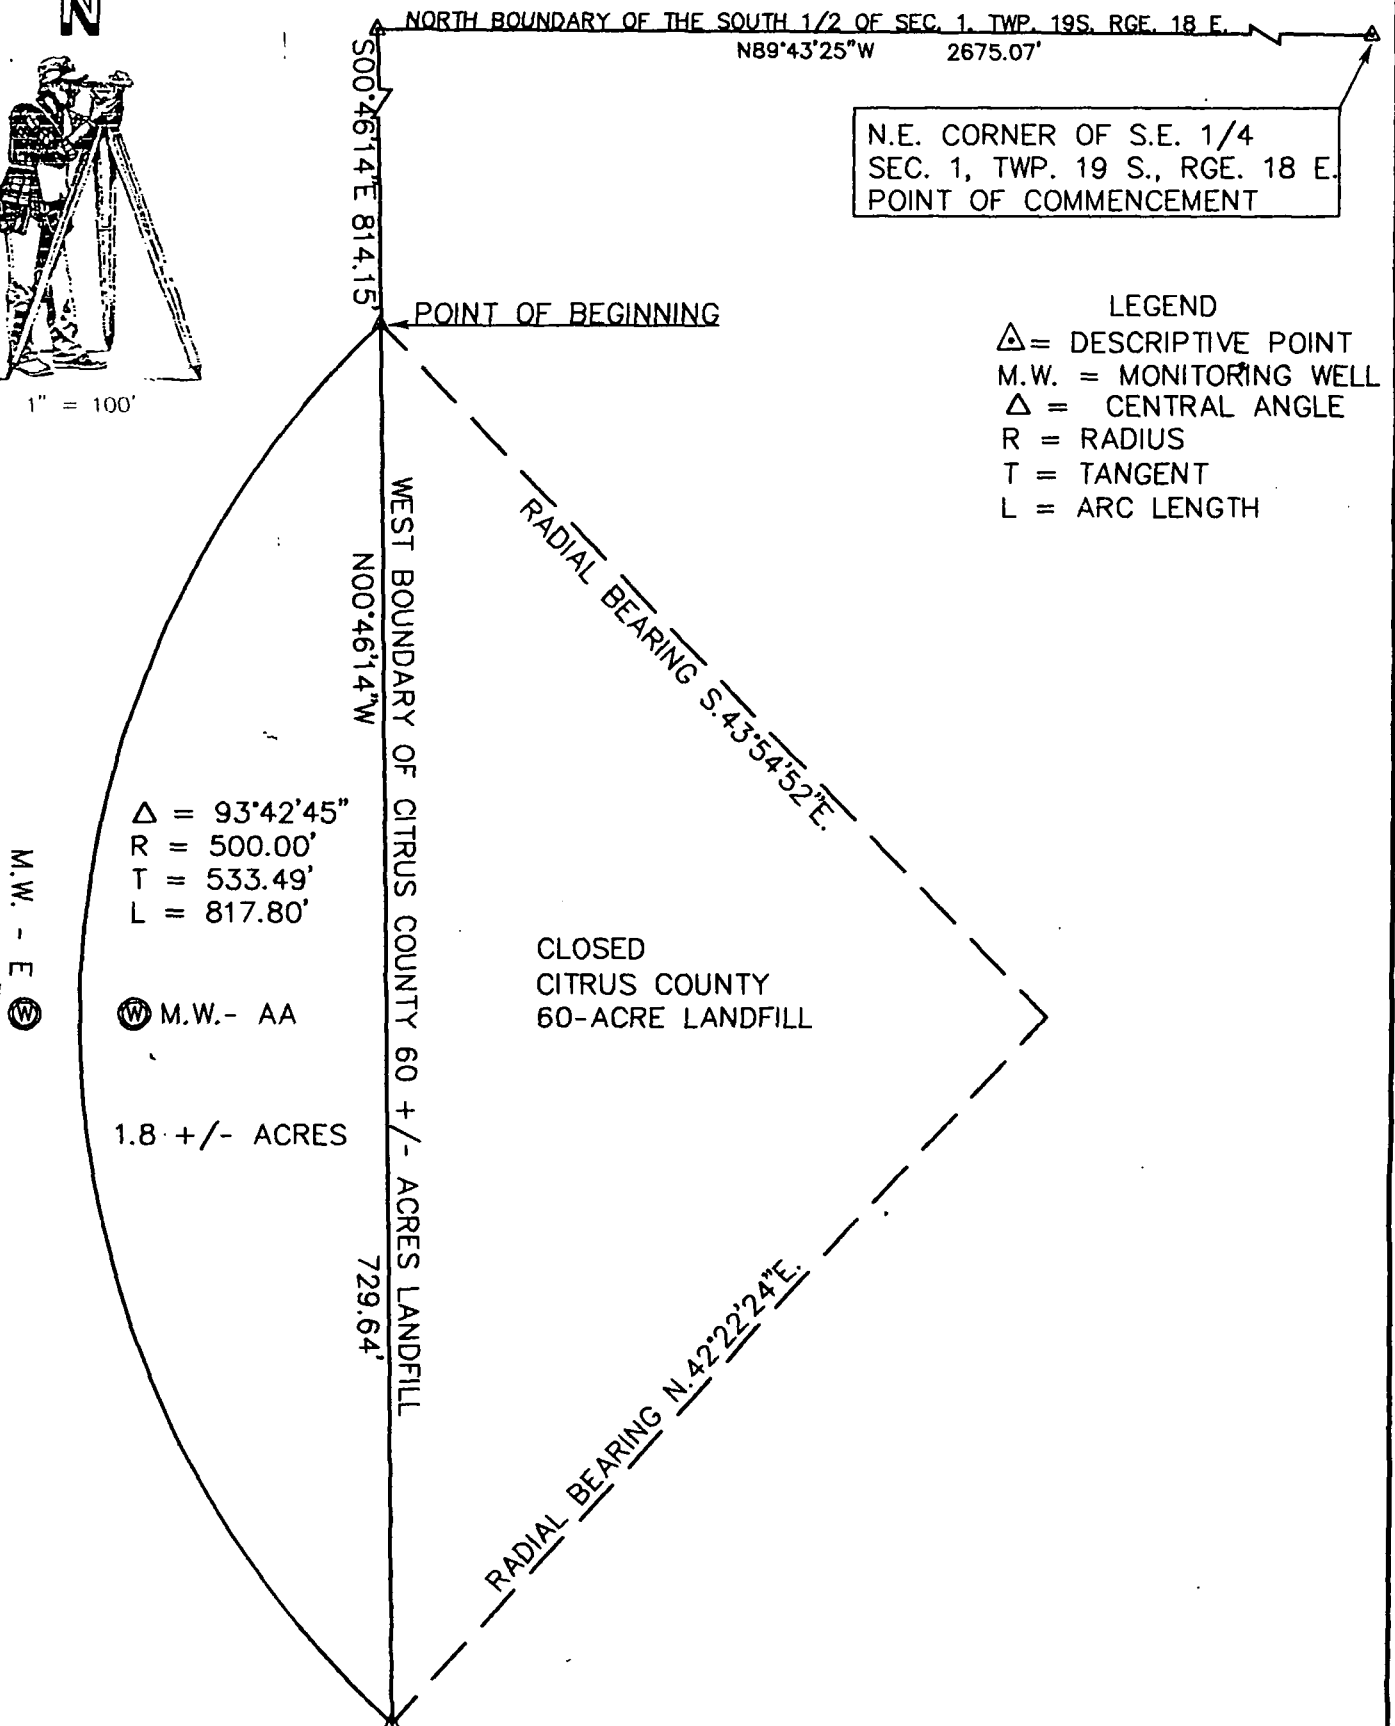 N
NORTH BOUNDARY OF THE SOUTH 1/2 OF SEC. 1. TWP. 19S. RGE. 18 E.
N89°43'25"W 2675.07'
S00°46'14"E 814.15'
N.E. CORNER OF S.E. 1/4
SEC. 1, TWP. 19 S., RGE. 18 E.
POINT OF COMMENCEMENT
POINT OF BEGINNING
1" = 100'
LEGEND
△ = DESCRIPTIVE POINT
M.W. = MONITORING WELL
△ = CENTRAL ANGLE
R = RADIUS
T = TANGENT
L = ARC LENGTH
RADIAL BEARING S.43°54'52"E.
WEST BOUNDARY OF CITRUS COUNTY 60 +/- ACRES LANDFILL
N00°46'14"W 729.64'
△ = 93°42'45"
R = 500.00'
T = 533.49'
L = 817.80'
M.W. - E
W
W M.W.- AA
CLOSED
CITRUS COUNTY
60-ACRE LANDFILL
1.8 +/- ACRES
RADIAL BEARING N.42°22'24"E.